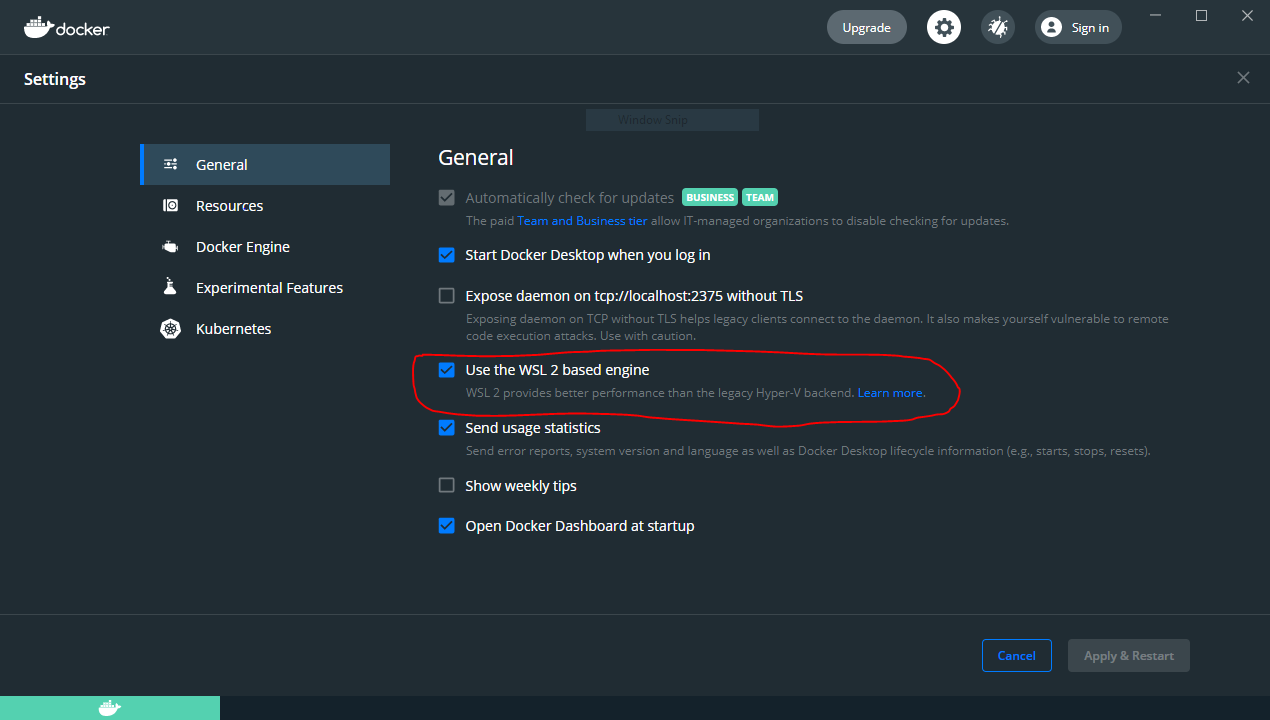 docker
Upgrade
Sign in
Settings
Window Snip
General
Resources
Docker Engine
Experimental Features
Kubernetes
General
Automatically check for updates BUSINESS TEAM
The paid Team and Business tier allow IT-managed organizations to disable checking for updates.
Start Docker Desktop when you log in
Expose daemon on tcp://localhost:2375 without TLS
Exposing daemon on TCP without TLS helps legacy clients connect to the daemon. It also makes yourself vulnerable to remote
code execution attacks. Use with caution.
Use the WSL 2 based engine
WSL 2 provides better performance than the legacy Hyper-V backend. Learn more.
Send usage statistics
Send error reports, system version and language as well as Docker Desktop lifecycle information (e.g., starts, stops, resets).
Show weekly tips
Open Docker Dashboard at startup
Cancel
Apply & Restart